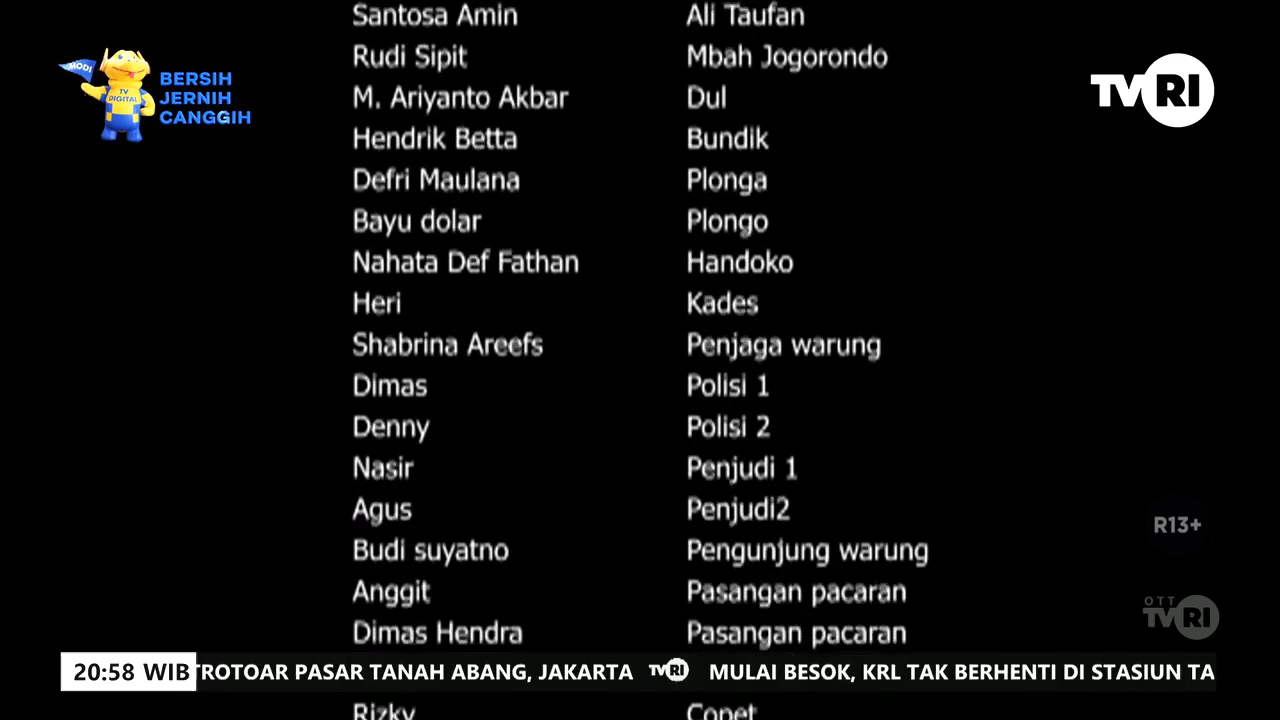 Santosa Amin Ali Taufan
Rudi Sipit Mbah Jogorondo
M. Ariyanto Akbar Dul
Hendrik Betta Bundik
Defri Maulana Plonga
Bayu dolar Plongo
Nahata Def Fathan Handoko
Heri Kades
Shabrina Areefs Penjaga warung
Dimas Polisi 1
Denny Polisi 2
Nasir Penjudi 1
Agus Penjudi2
Budi suyatno Pengunjung warung
Anggit Pasangan pacaran
Dimas Hendra Pasangan pacaran
Rizky Copet
MODI
TV
DIGITAL
BERSIH
JERNIH
CANGGIH
TVRI
R13+
OTT
TVRI
20:58 WIB TROTOAR PASAR TANAH ABANG, JAKARTA TVRI MULAI BESOK, KRL TAK BERHENTI DI STASIUN TA